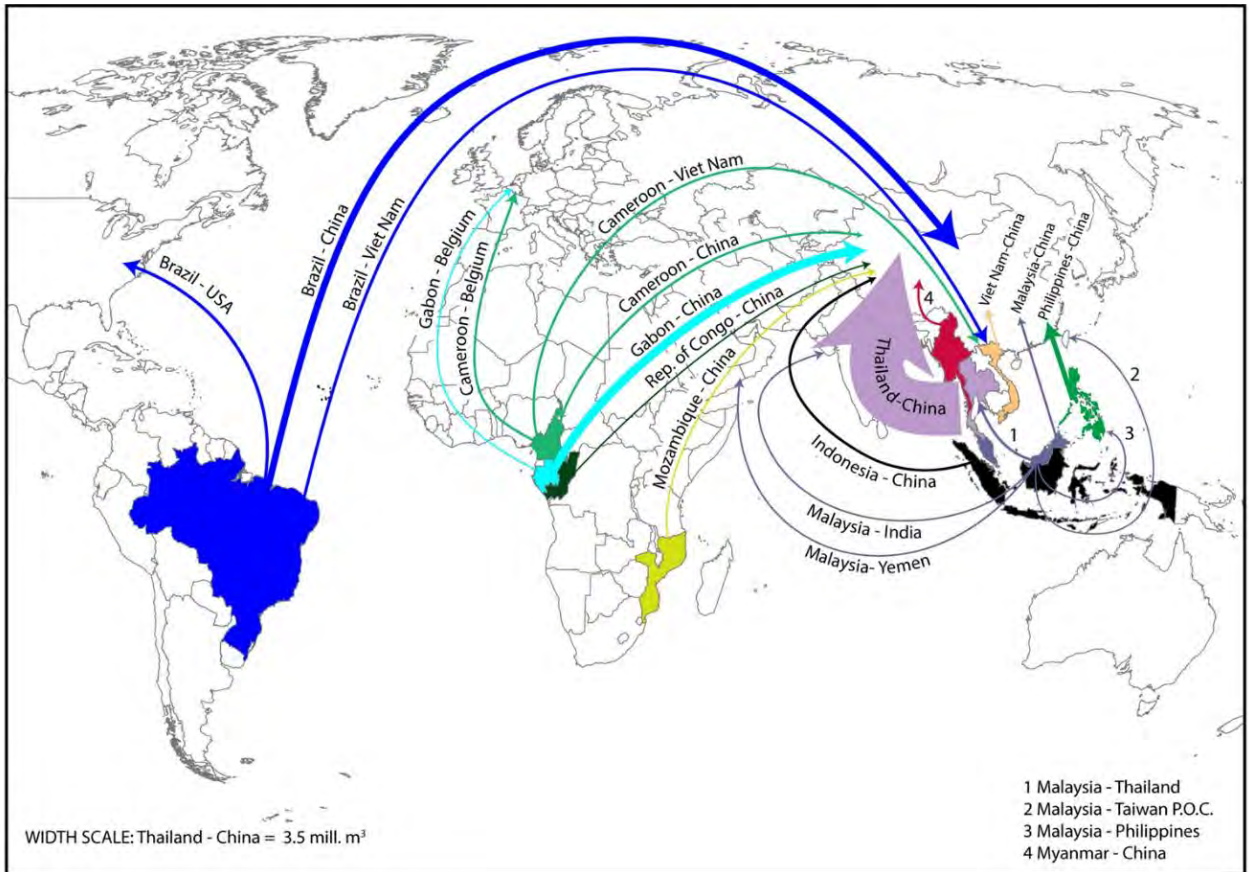 Brazil - USA
Brazil - China
Brazil - Viet Nam
Gabon - Belgium
Cameroon - Belgium
Cameroon - Viet Nam
Cameroon - China
Gabon - China
Rep. of Congo - China
Mozambique - China
Thailand-China
Indonesia - China
Malaysia - India
Malaysia- Yemen
Viet Nam-China
Malaysia-China
Philippines-China
4
2
1
3
1 Malaysia - Thailand
2 Malaysia - Taiwan P.O.C.
3 Malaysia - Philippines
4 Myanmar - China
WIDTH SCALE: Thailand - China = 3.5 mill. m³